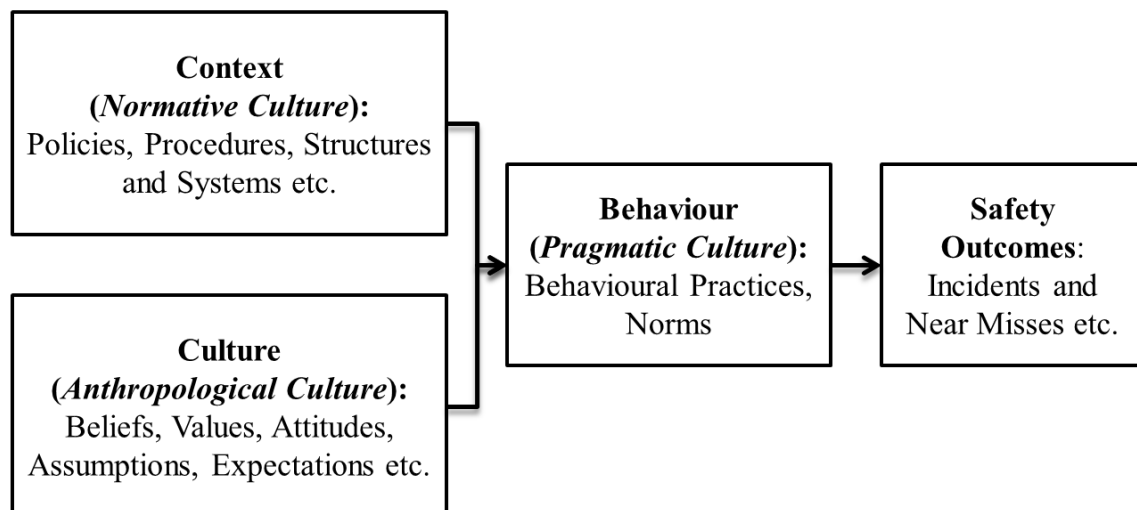 Context
(Normative Culture):
Policies, Procedures, Structures
and Systems etc.
Culture
(Anthropological Culture):
Beliefs, Values, Attitudes,
Assumptions, Expectations etc.
Behaviour
(Pragmatic Culture):
Behavioural Practices,
Norms
Safety
Outcomes:
Incidents and
Near Misses etc.